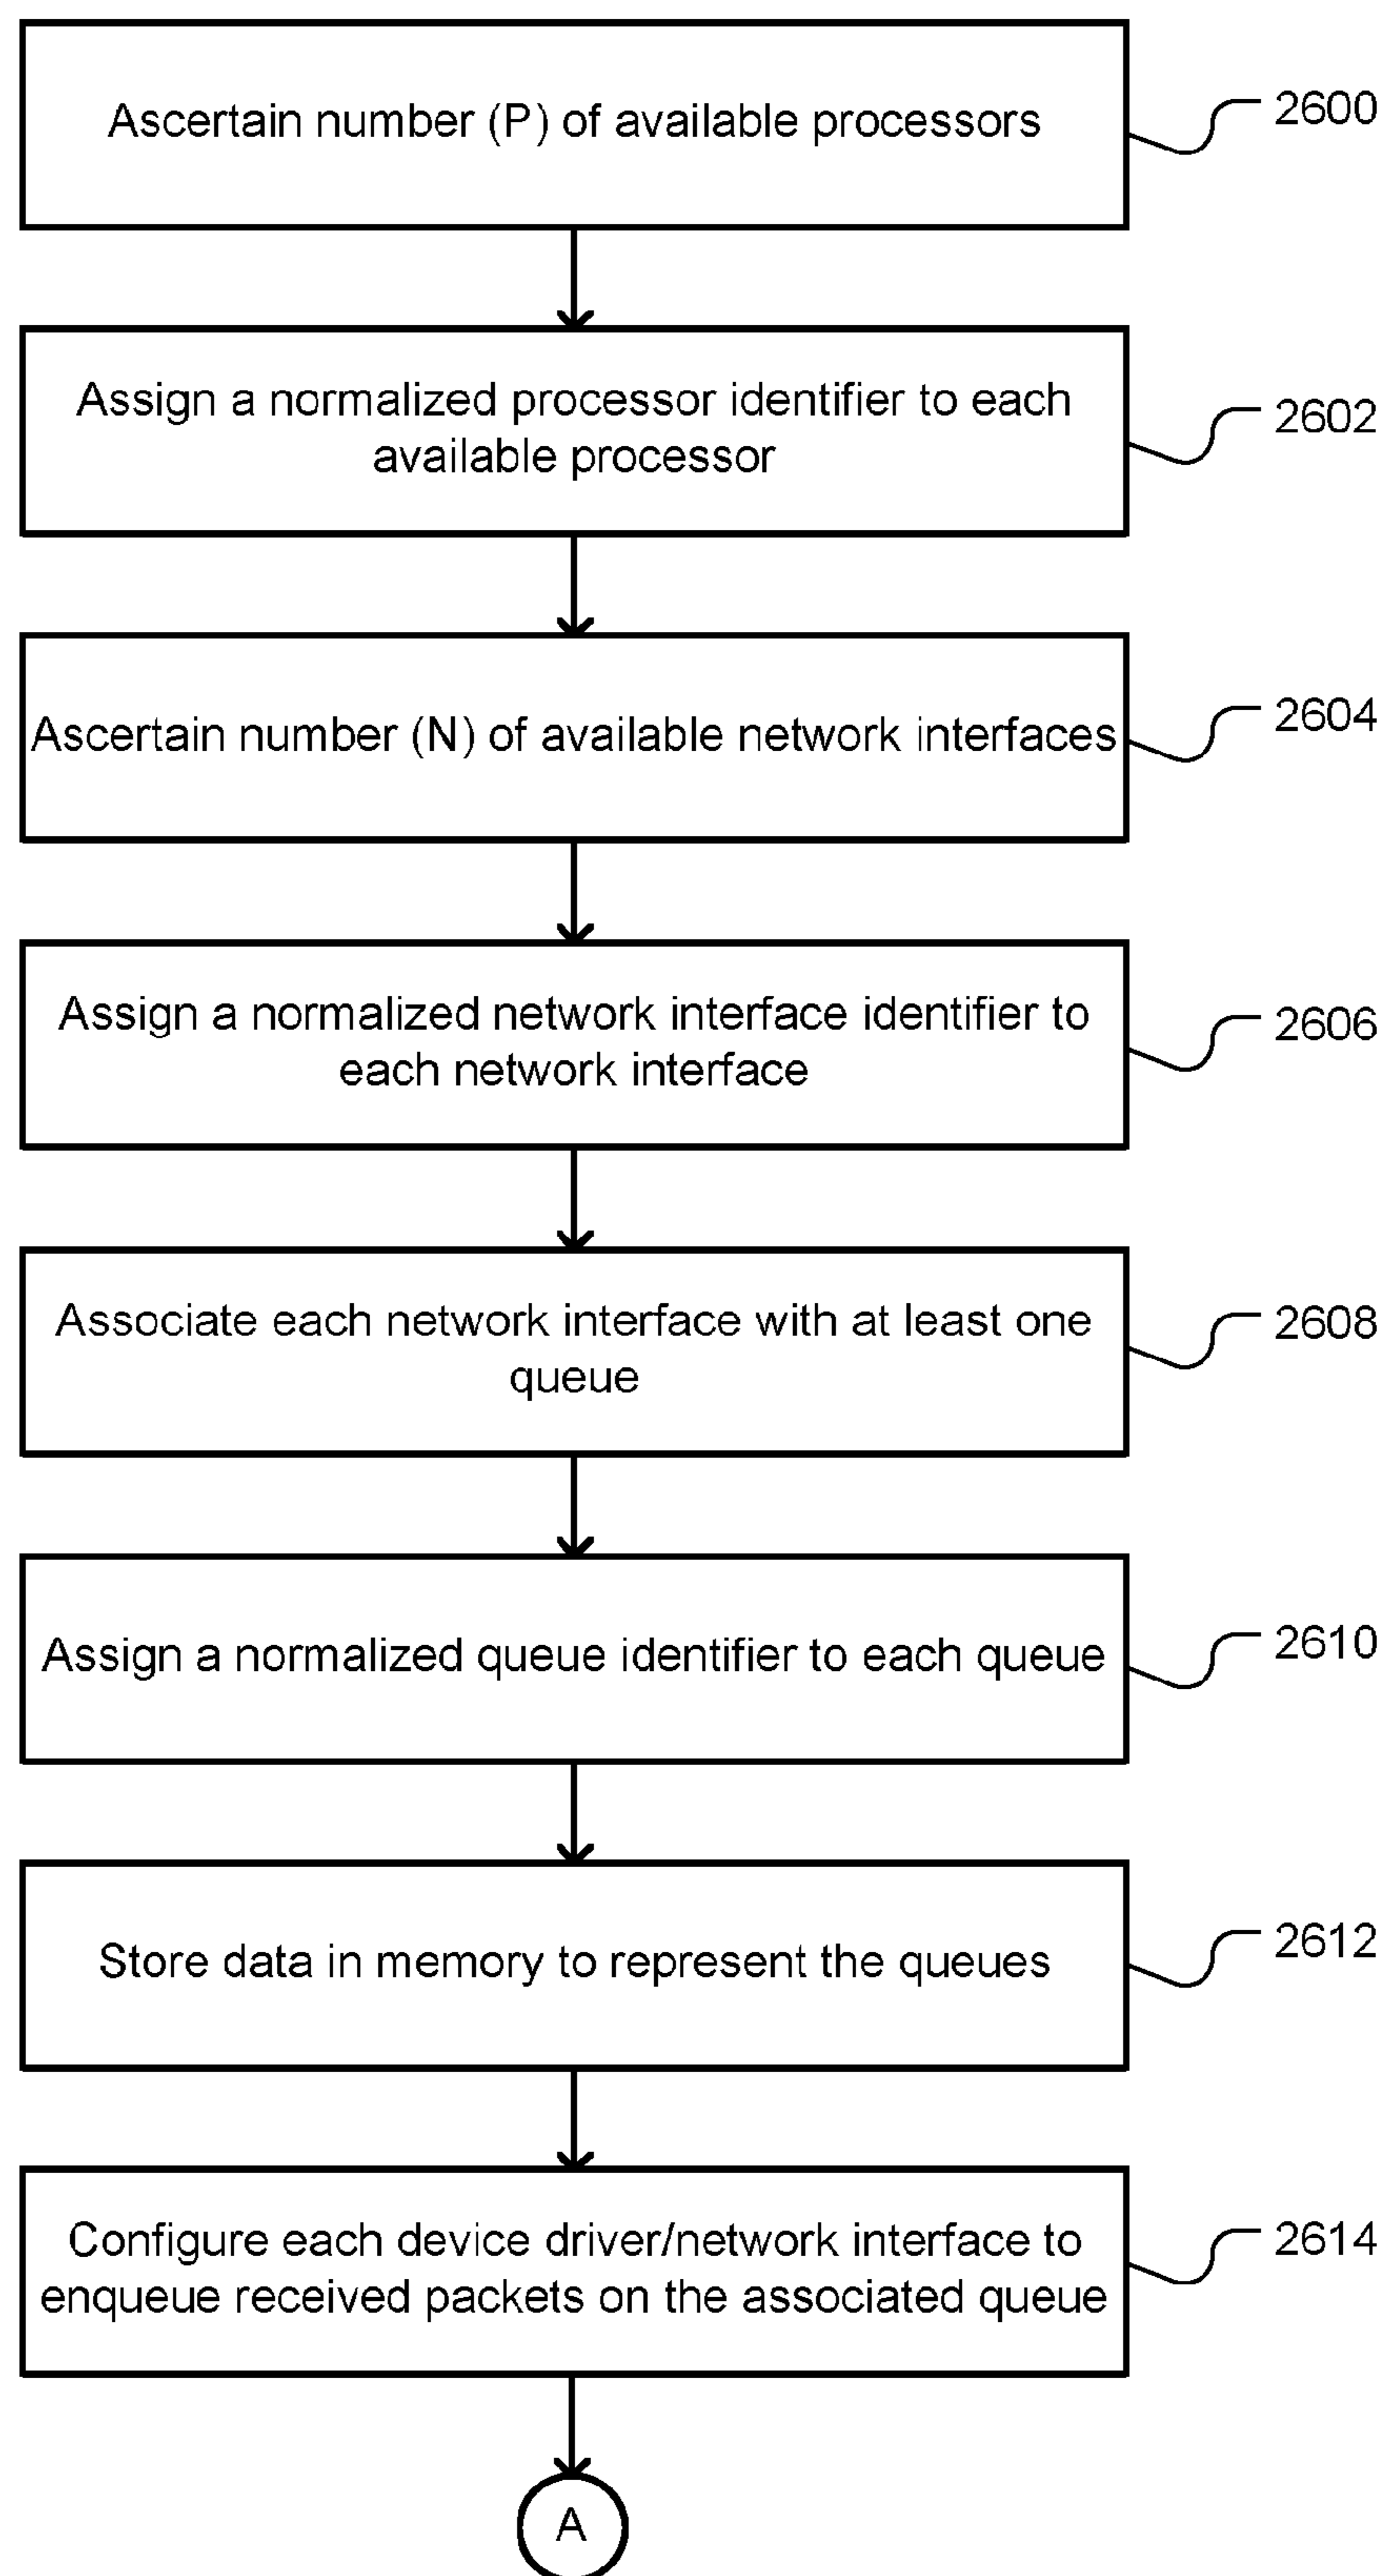 Ascertain number (P) of available processors
2600
Assign a normalized processor identifier to each
available processor
2602
Ascertain number (N) of available network interfaces
2604
Assign a normalized network interface identifier to
each network interface
2606
Associate each network interface with at least one
queue
2608
Assign a normalized queue identifier to each queue
2610
Store data in memory to represent the queues
2612
Configure each device driver/network interface to
enqueue received packets on the associated queue
2614
A